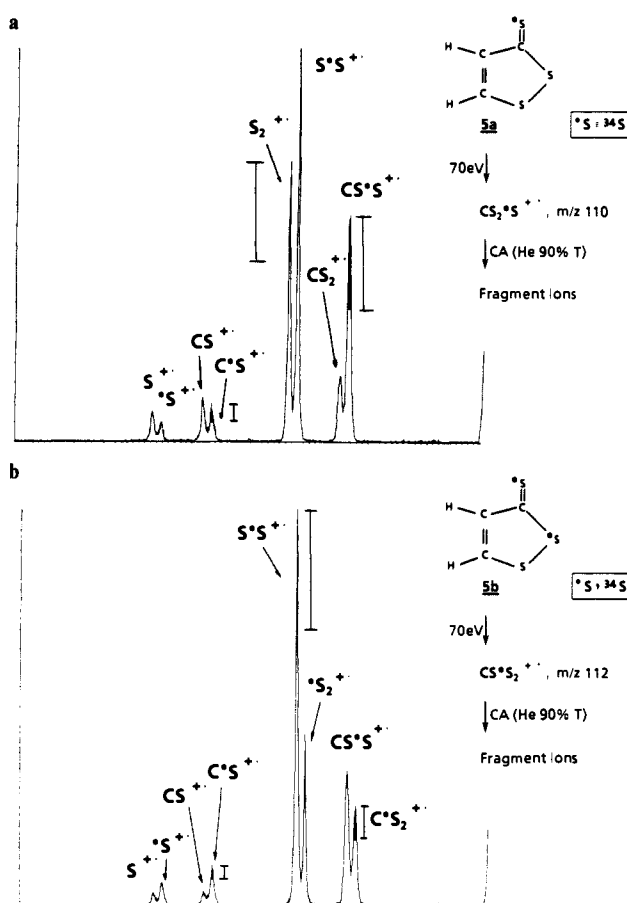 a
S•S⁺·
S₂⁺·
CS•S⁺·
CS₂⁺·
CS⁺·
C•S⁺·
S⁺·
•S⁺·
•S
H C C
S
H C S
5a
•S = ³⁴S
70eV
CS₂•S⁺·, m/z 110
CA (He 90% T)
Fragment Ions
b
S•S⁺·
•S₂⁺·
CS•S⁺·
C•S₂⁺·
C•S⁺·
CS⁺·
•S⁺·
S⁺·
•S
H C C
•S
H C S
5b
•S = ³⁴S
70eV
CS•S₂⁺·, m/z 112
CA (He 90% T)
Fragment Ions